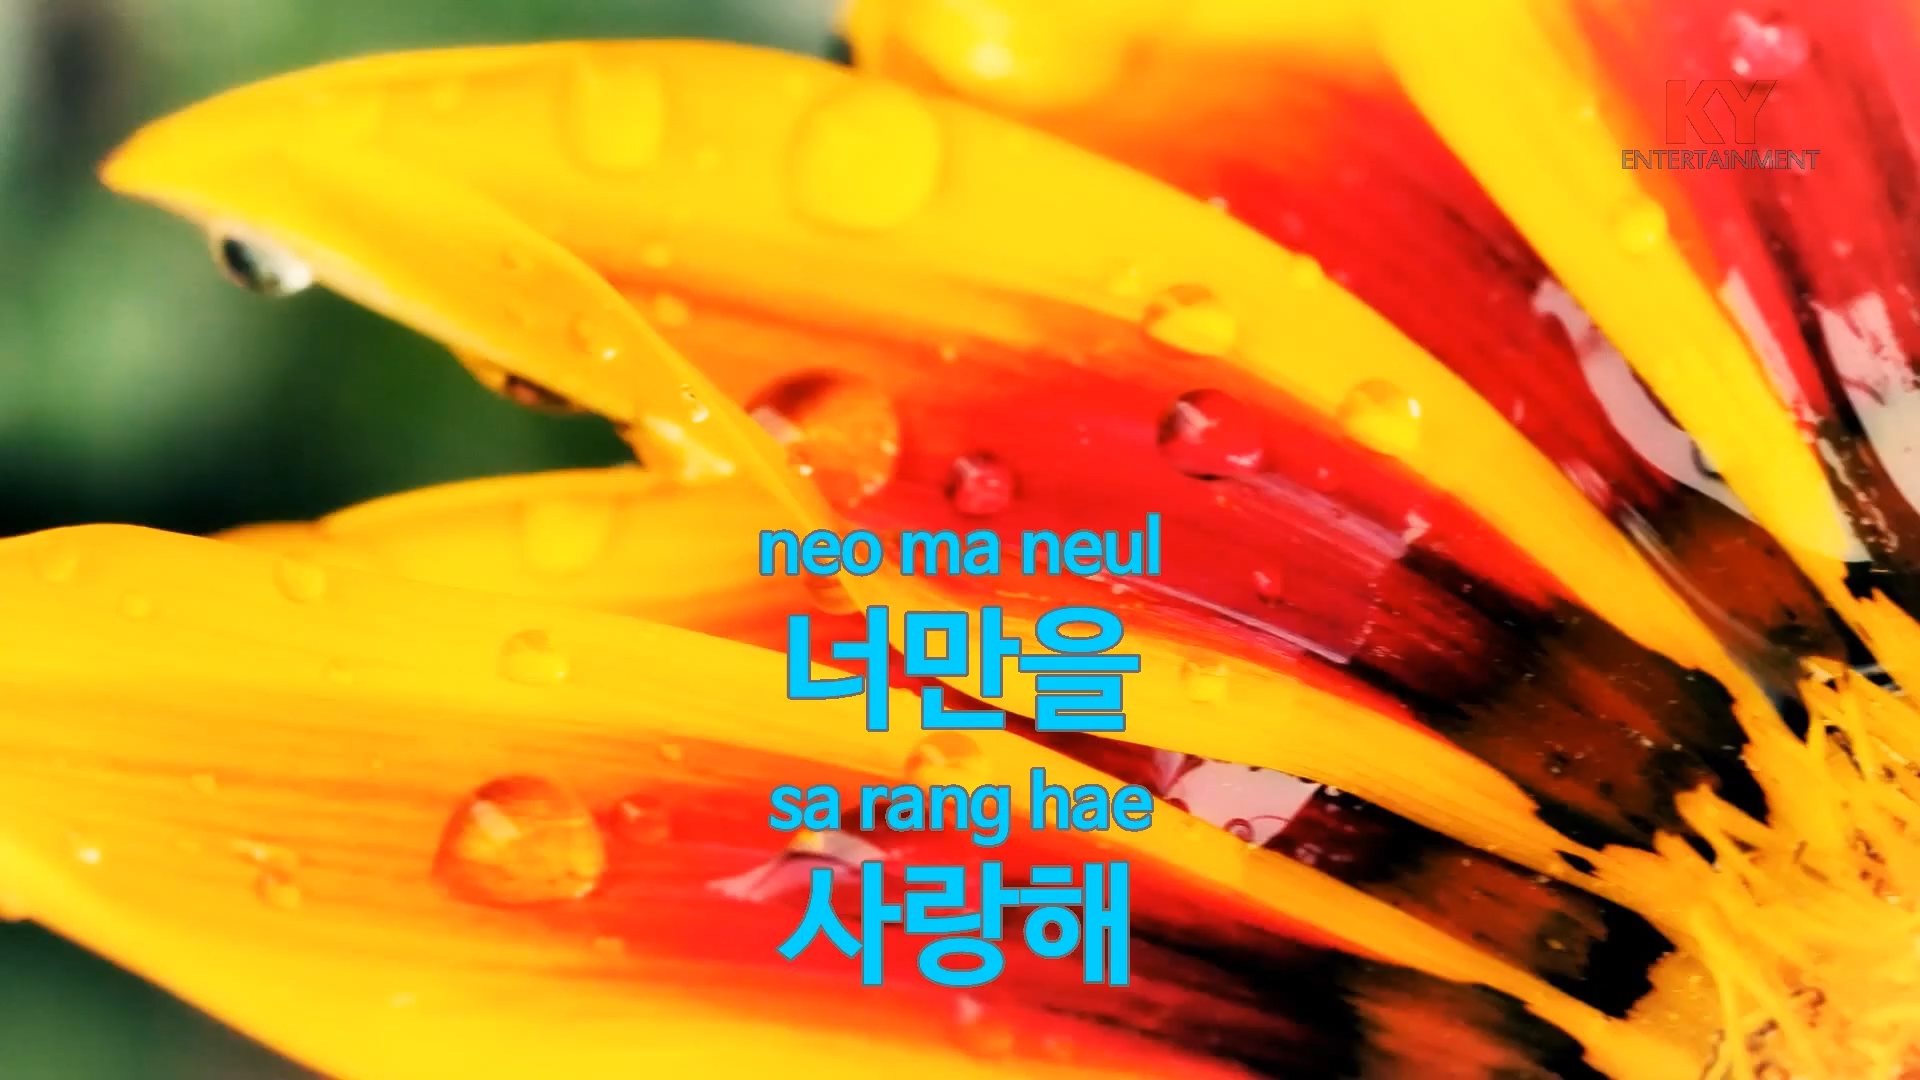 KY
ENTERTAiNMENT
neo ma neul
너만을
sa rang hae
사랑해